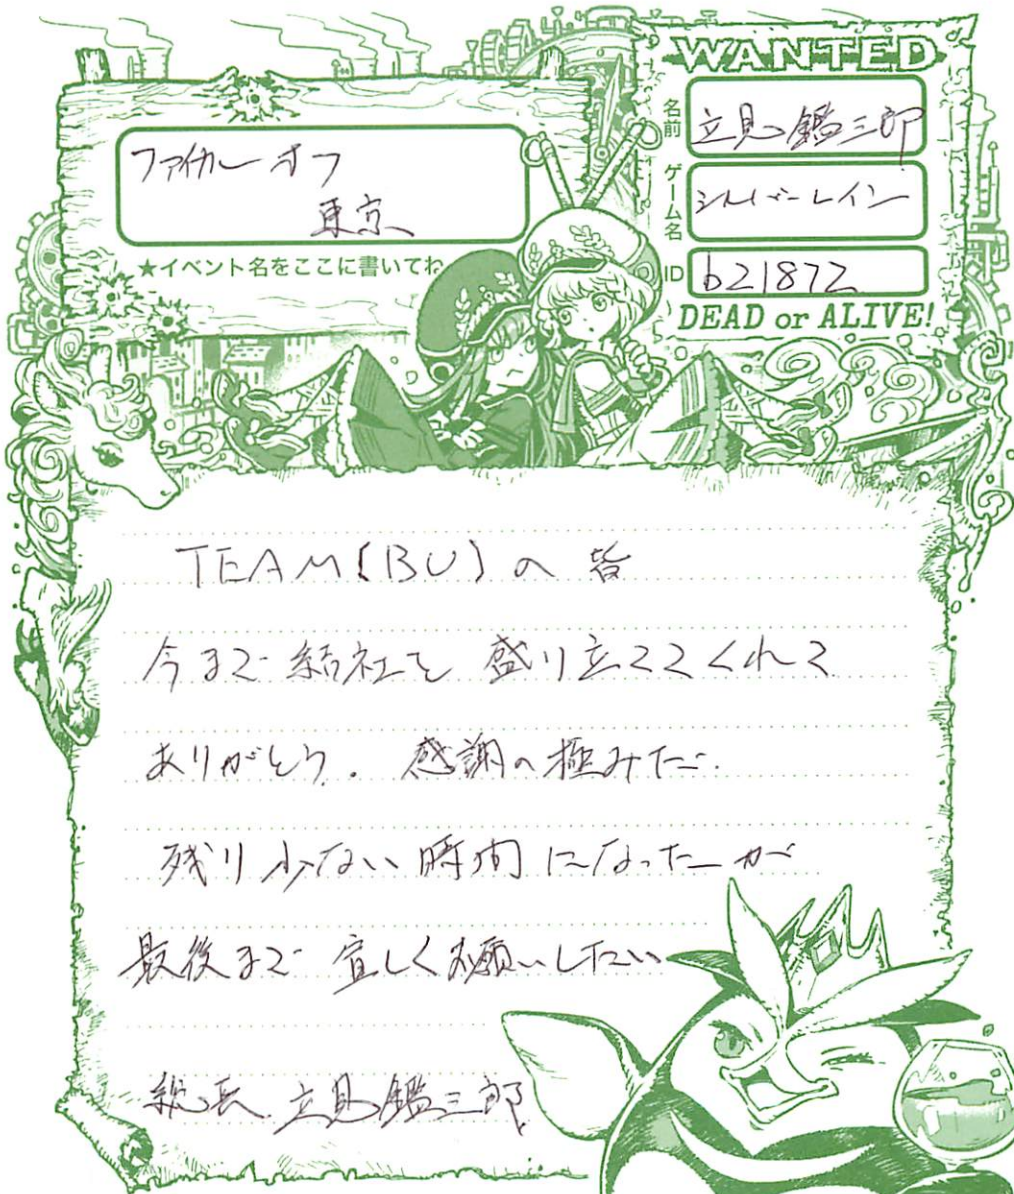 ファイナルオフ
東京
★イベント名をここに書いてね
WANTED
名前
立見鑑三郎
ゲーム名
シルバーレイン
ID
b21872
DEAD or ALIVE!
TEAM(BU)の皆
今まで結社を盛り立ててくれて
ありがとう。感謝の極みだ。
残り少ない時間になったが
最後まで宜しくお願いしたい
総長 立見鑑三郎